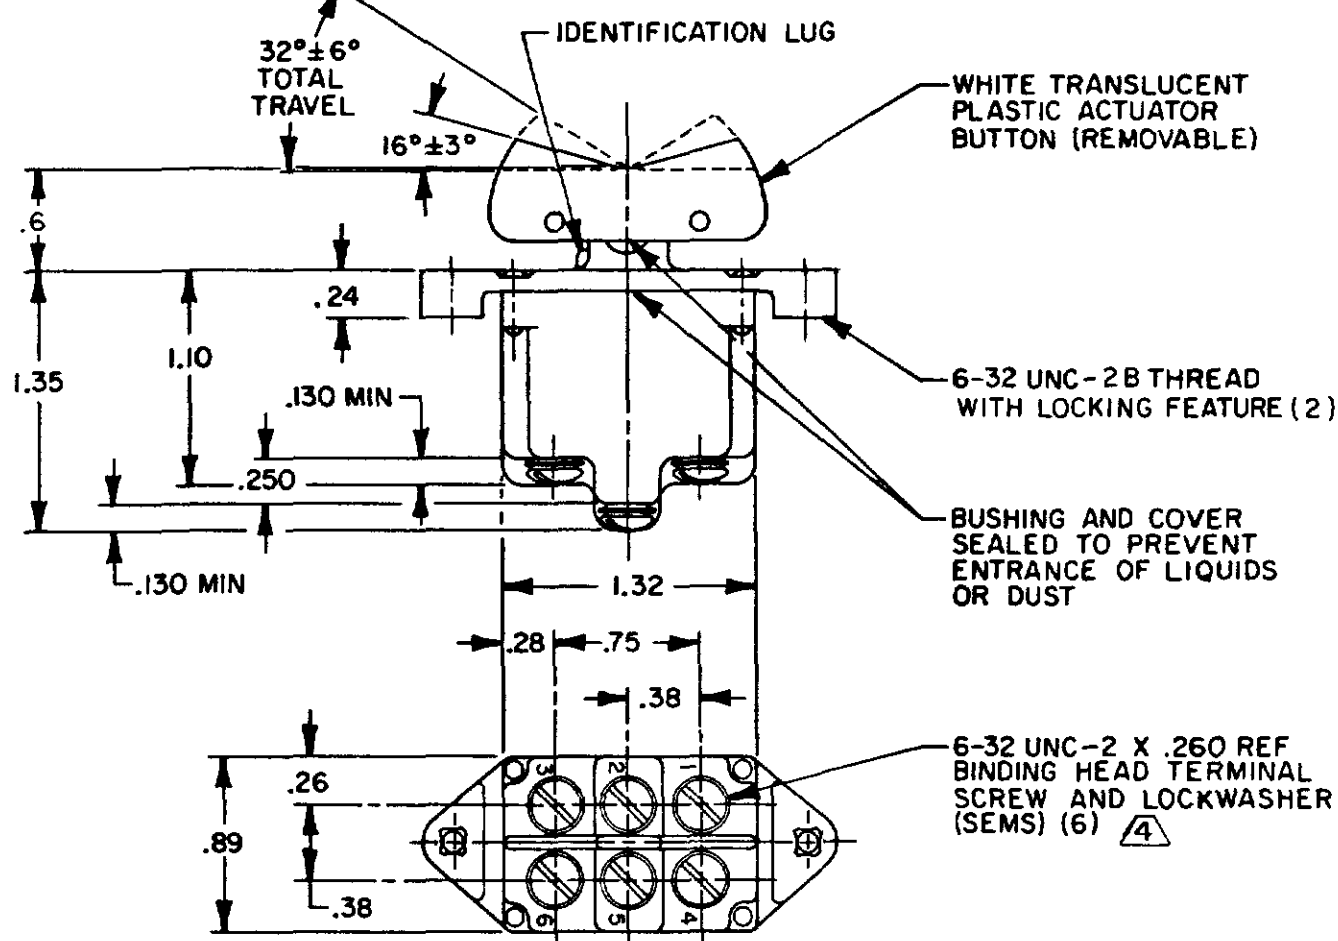 IDENTIFICATION LUG
32°±6°
TOTAL
TRAVEL
WHITE TRANSLUCENT
PLASTIC ACTUATOR
BUTTON (REMOVABLE)
16°±3°
.6
.24
1.10
1.35
6-32 UNC-2B THREAD
WITH LOCKING FEATURE (2)
.130 MIN
.250
BUSHING AND COVER
SEALED TO PREVENT
ENTRANCE OF LIQUIDS
OR DUST
.130 MIN
1.32
.28
.75
.38
6-32 UNC-2 X .260 REF
BINDING HEAD TERMINAL
SCREW AND LOCKWASHER
(SEMS) (6) 4
.26
3 2 1
.89
.38
6 5 4